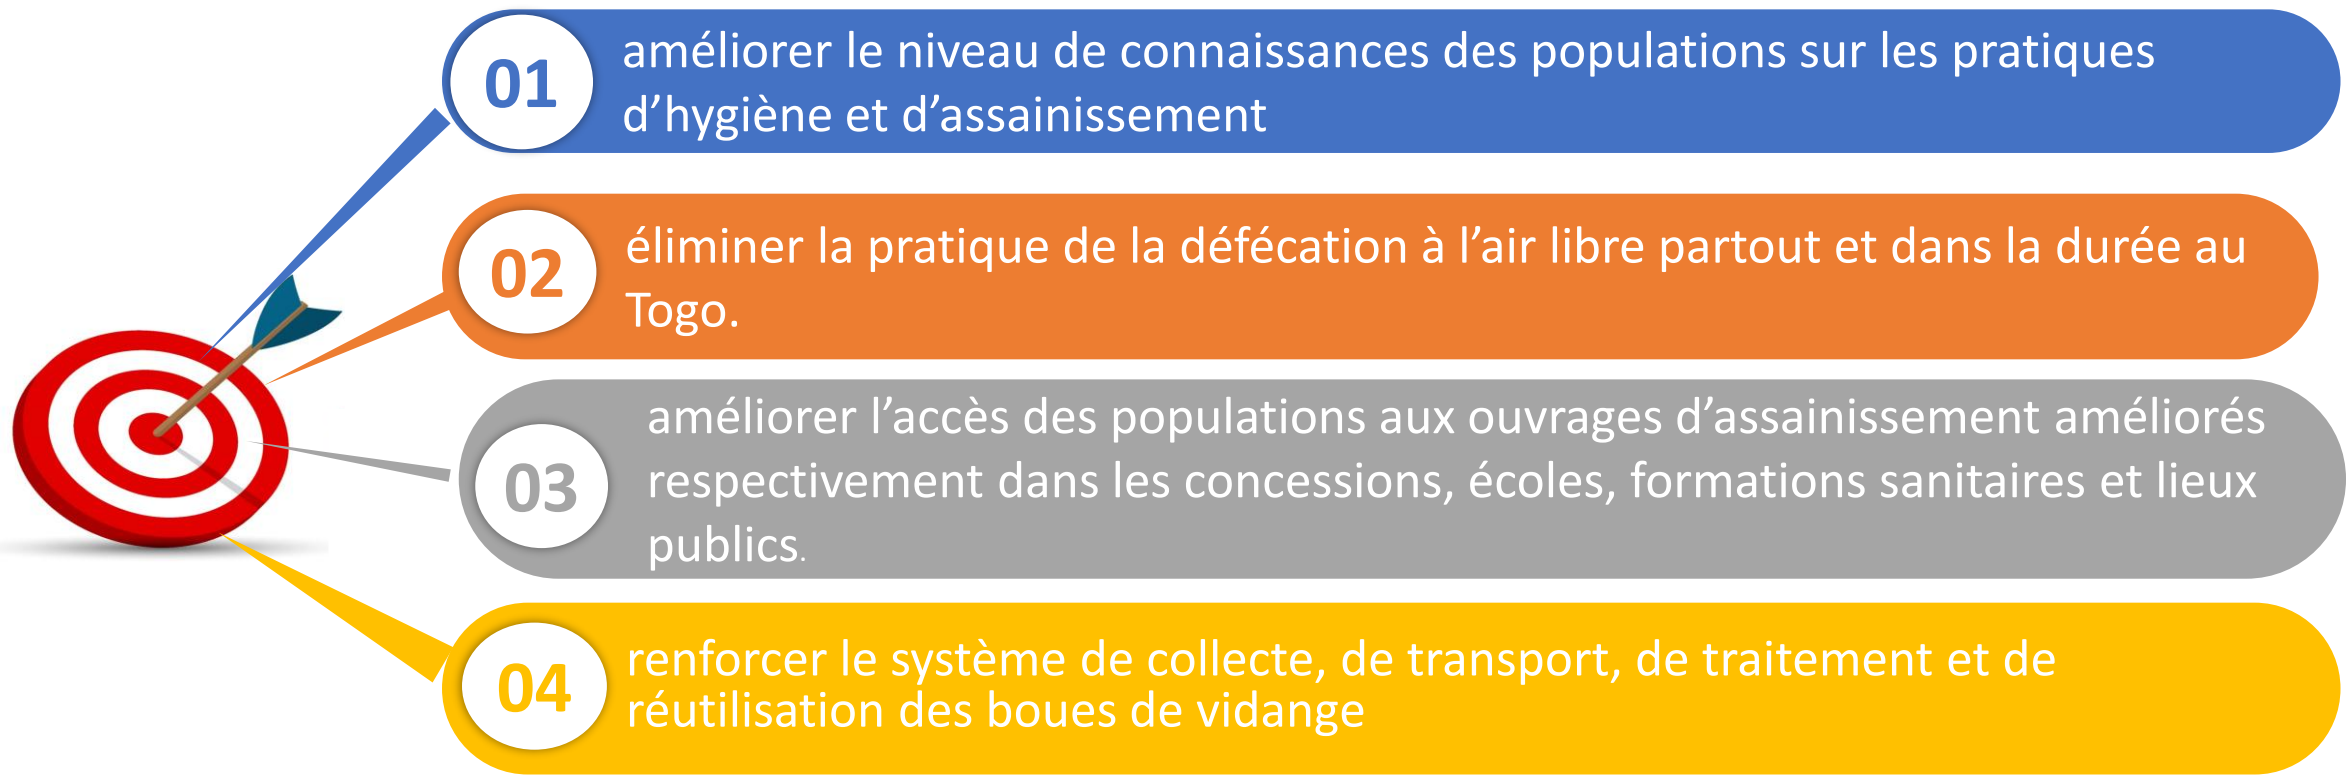 01
améliorer le niveau de connaissances des populations sur les pratiques
d’hygiène et d’assainissement
02
éliminer la pratique de la défécation à l’air libre partout et dans la durée au
Togo.
03
améliorer l’accès des populations aux ouvrages d’assainissement améliorés
respectivement dans les concessions, écoles, formations sanitaires et lieux
publics.
04
renforcer le système de collecte, de transport, de traitement et de
réutilisation des boues de vidange